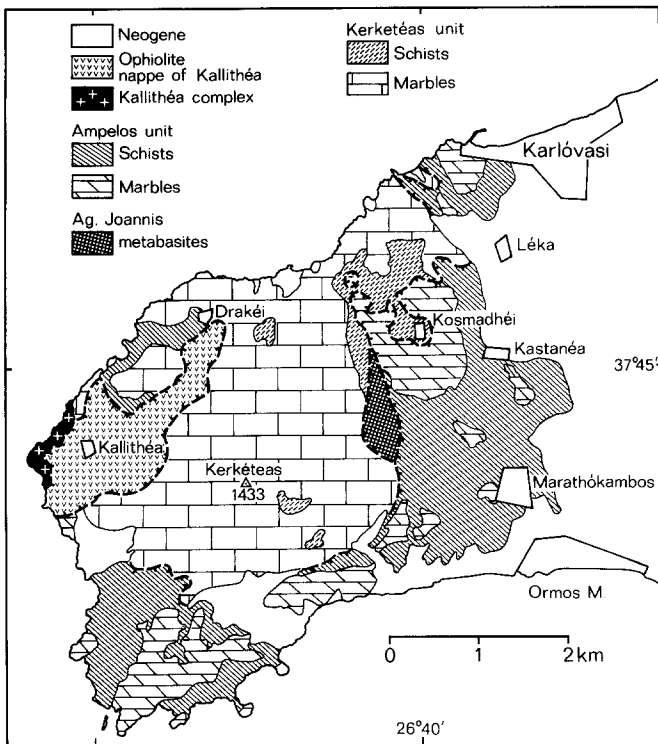 Neogene
Ophiolite
nappe of Kallithéa
Kallithéa complex
Ampelos unit
Schists
Marbles
Ag. Joannis
metabasites
Kerketéas unit
Schists
Marbles
Karlóvasi
Léka
Drakéi
Kosmadhéi
Kastanéa
37°45'
Kallithéa
Kerkéteas
1433
Marathókambos
Ormos M.
0 1 2 km
26°40'